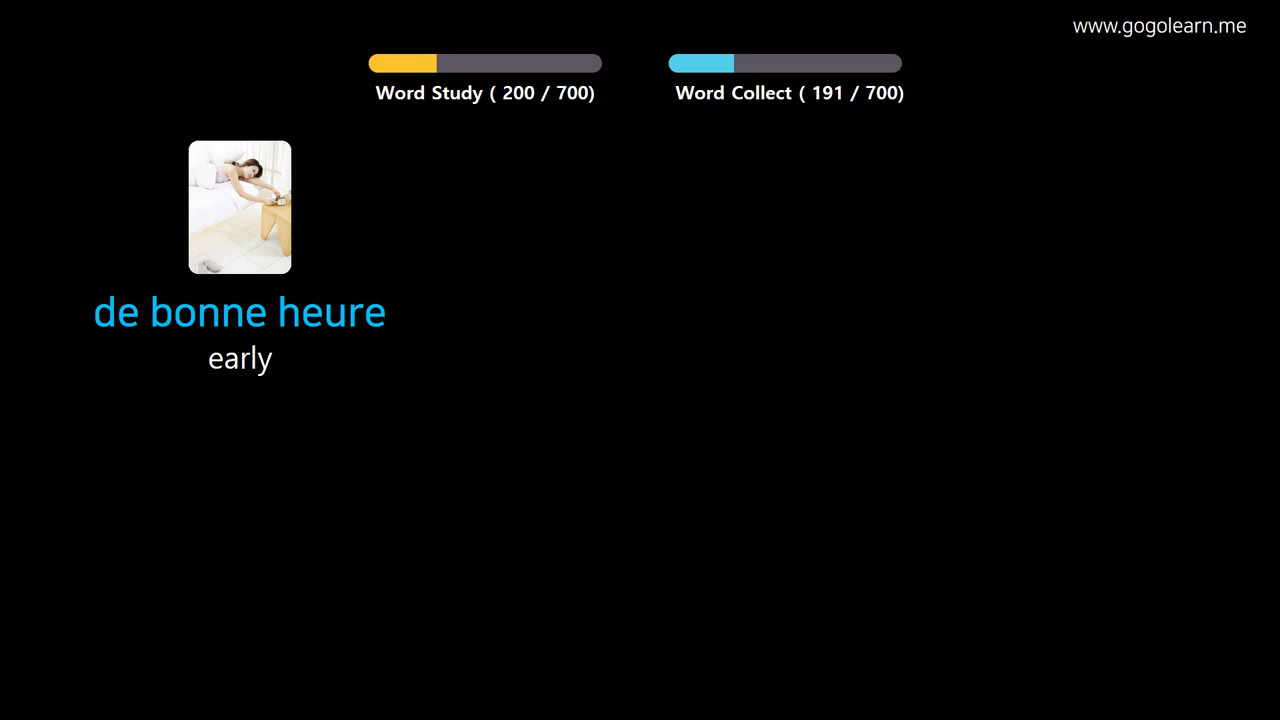 www.gogolearn.me
Word Study ( 200 / 700)
Word Collect ( 191 / 700)
de bonne heure
early